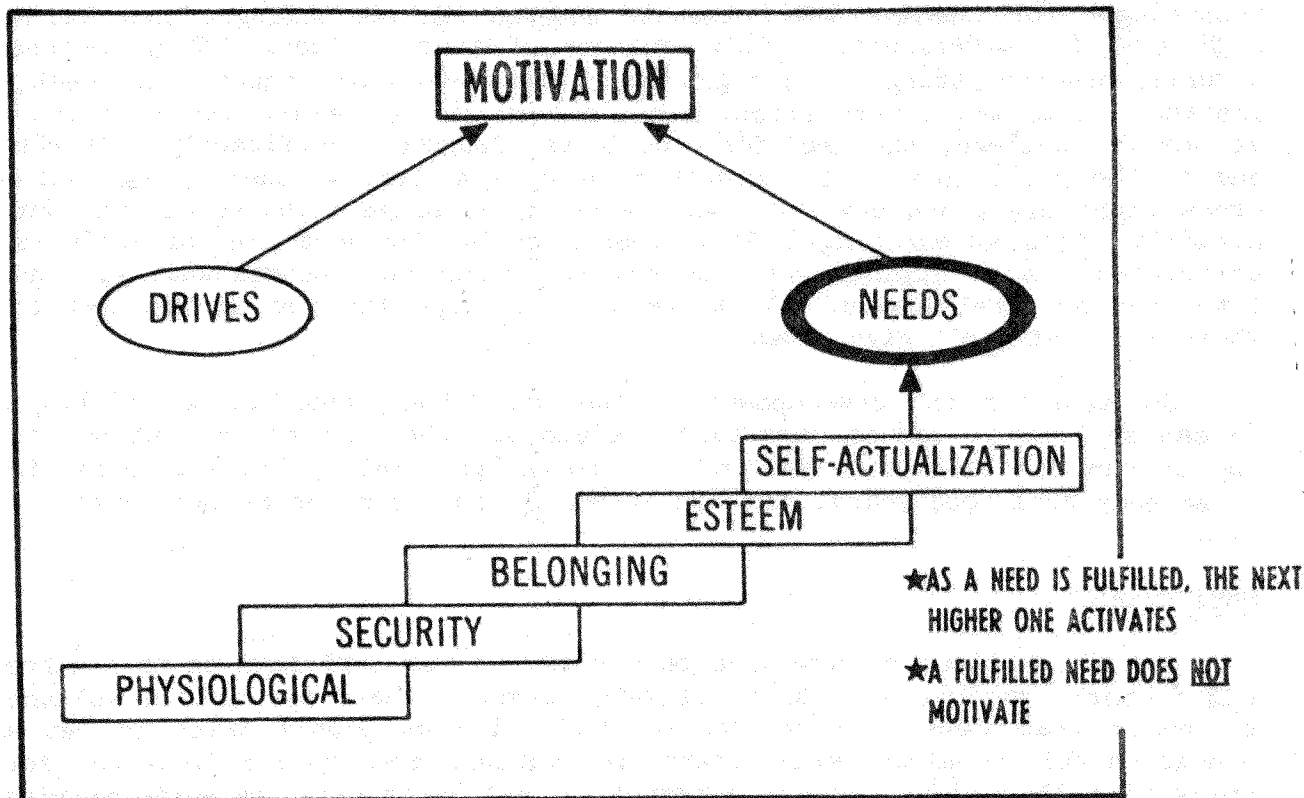 MOTIVATION
DRIVES
NEEDS
SELF-ACTUALIZATION
ESTEEM
BELONGING
SECURITY
PHYSIOLOGICAL
★AS A NEED IS FULFILLED, THE NEXT
HIGHER ONE ACTIVATES
★A FULFILLED NEED DOES NOT
MOTIVATE